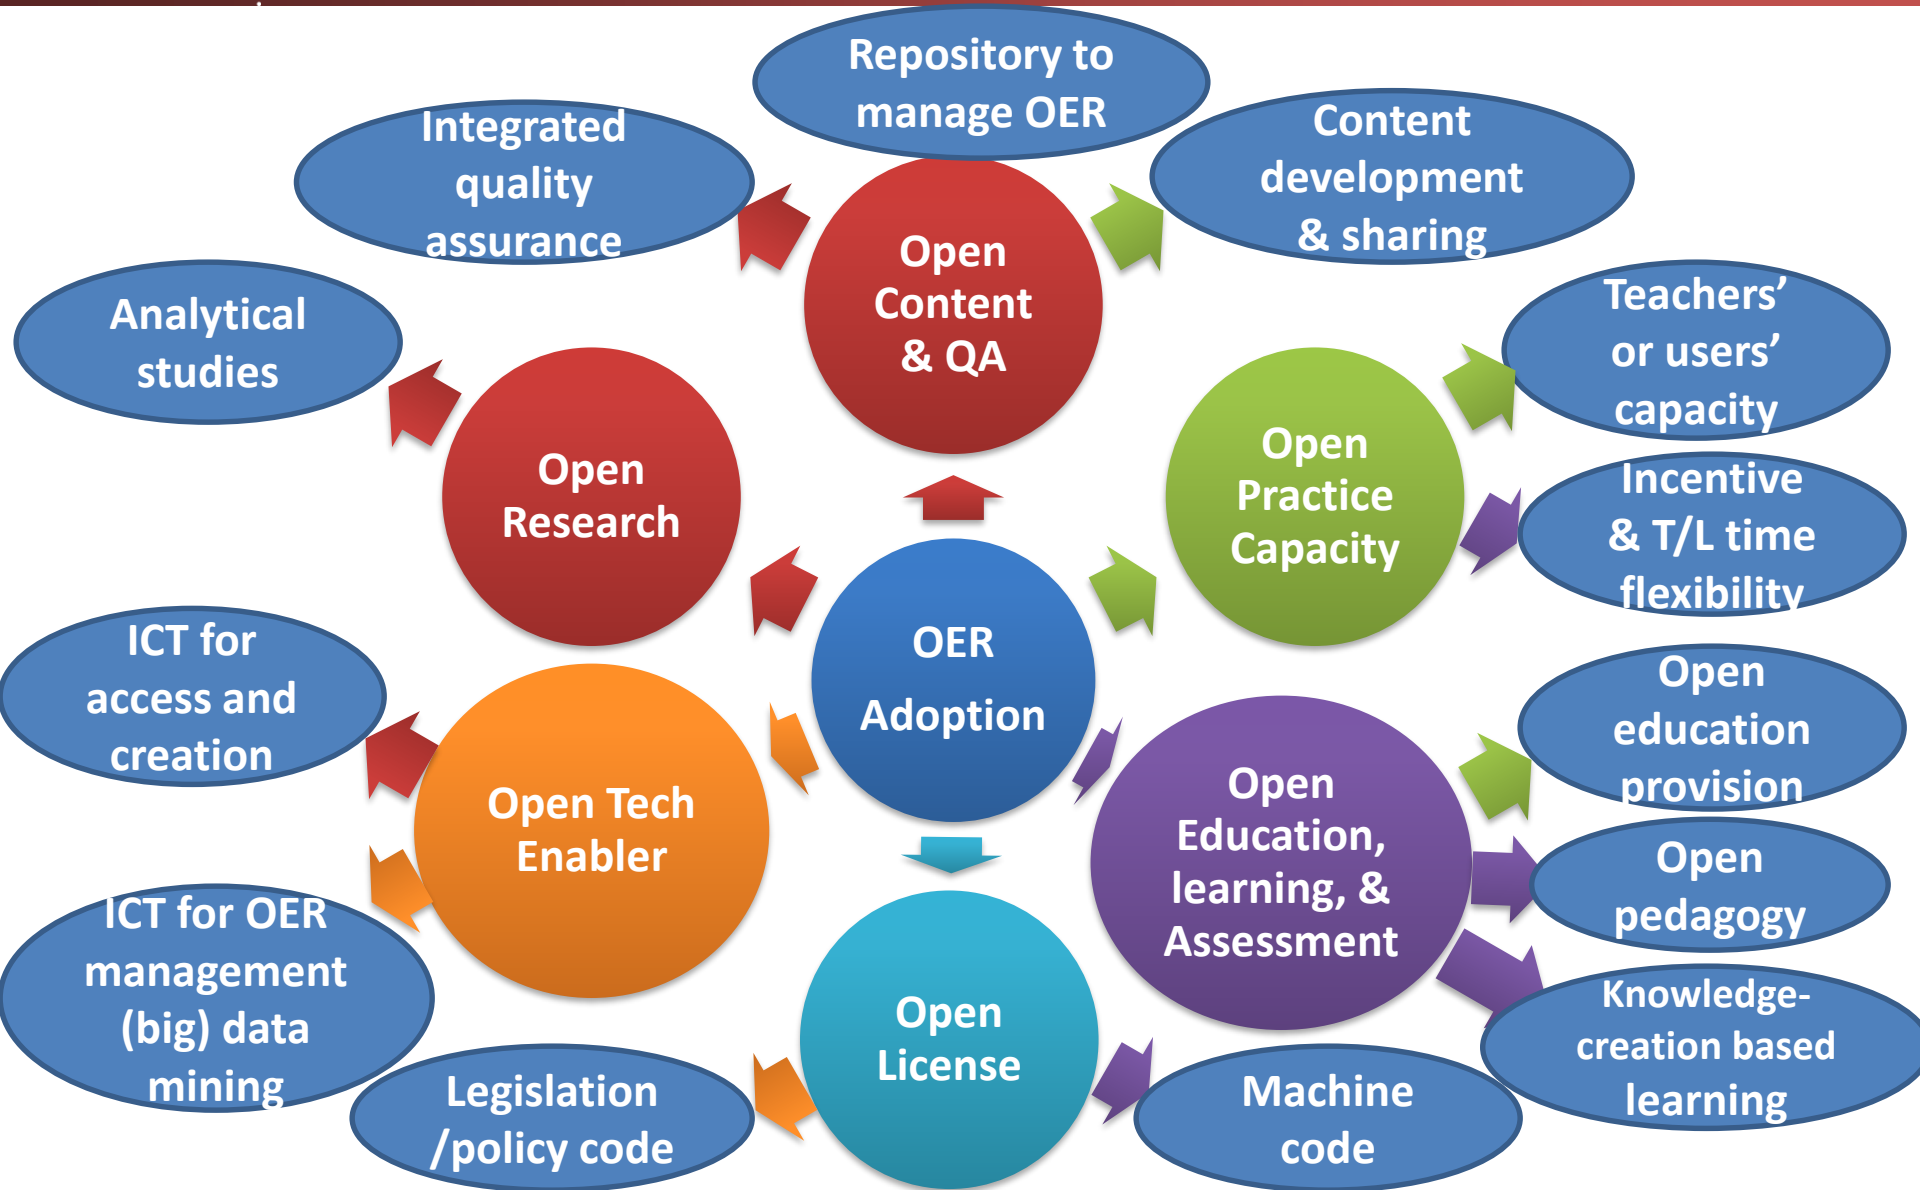 Repository to
manage OER
Integrated
quality
assurance
Content
development
& sharing
Analytical
studies
Open
Content
& QA
Teachers’
or users’
capacity
Open
Research
Open
Practice
Capacity
Incentive
& T/L time
flexibility
OER
Adoption
ICT for
access and
creation
Open
education
provision
Open Tech
Enabler
Open
Education,
learning, &
Assessment
Open
pedagogy
ICT for OER
management
(big) data
mining
Open
License
Knowledge-
creation based
learning
Legislation
/policy code
Machine
code